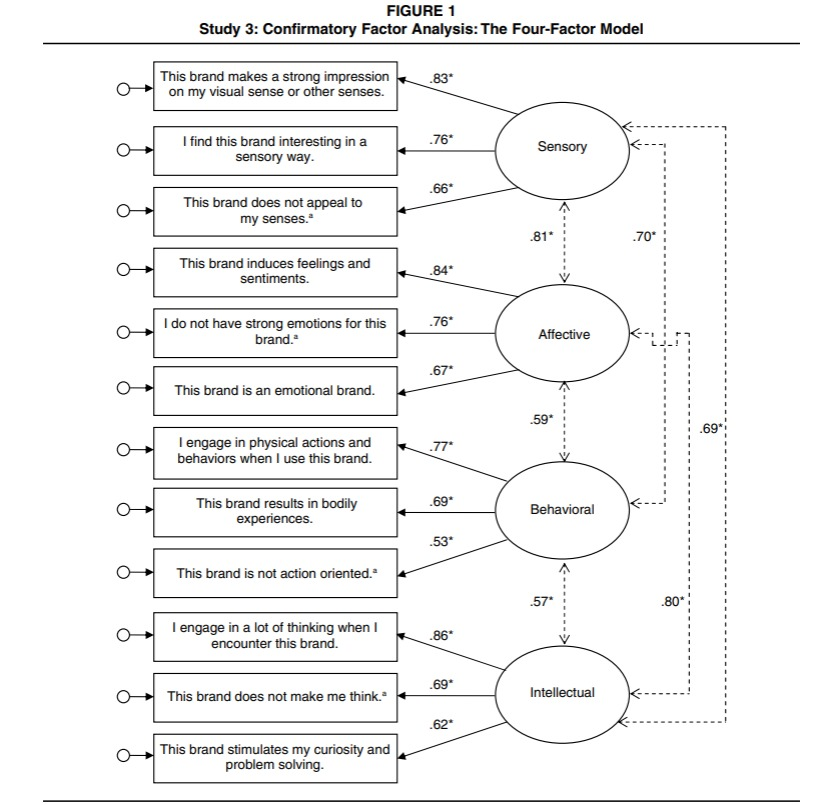 FIGURE 1
Study 3: Confirmatory Factor Analysis: The Four-Factor Model
This brand makes a strong impression
on my visual sense or other senses.
.83*
I find this brand interesting in a
sensory way.
.76*
Sensory
This brand does not appeal to
my senses.ª
.66*
.81*
.70*
This brand induces feelings and
sentiments.
.84*
I do not have strong emotions for this
brand.ª
.76*
Affective
This brand is an emotional brand.
.67*
.59*
.69*
I engage in physical actions and
behaviors when I use this brand.
.77*
This brand results in bodily
experiences.
.69*
Behavioral
This brand is not action oriented.ª
.53*
.57*
.80*
I engage in a lot of thinking when I
encounter this brand.
.86*
This brand does not make me think.ª
.69*
Intellectual
This brand stimulates my curiosity and
problem solving.
.62*